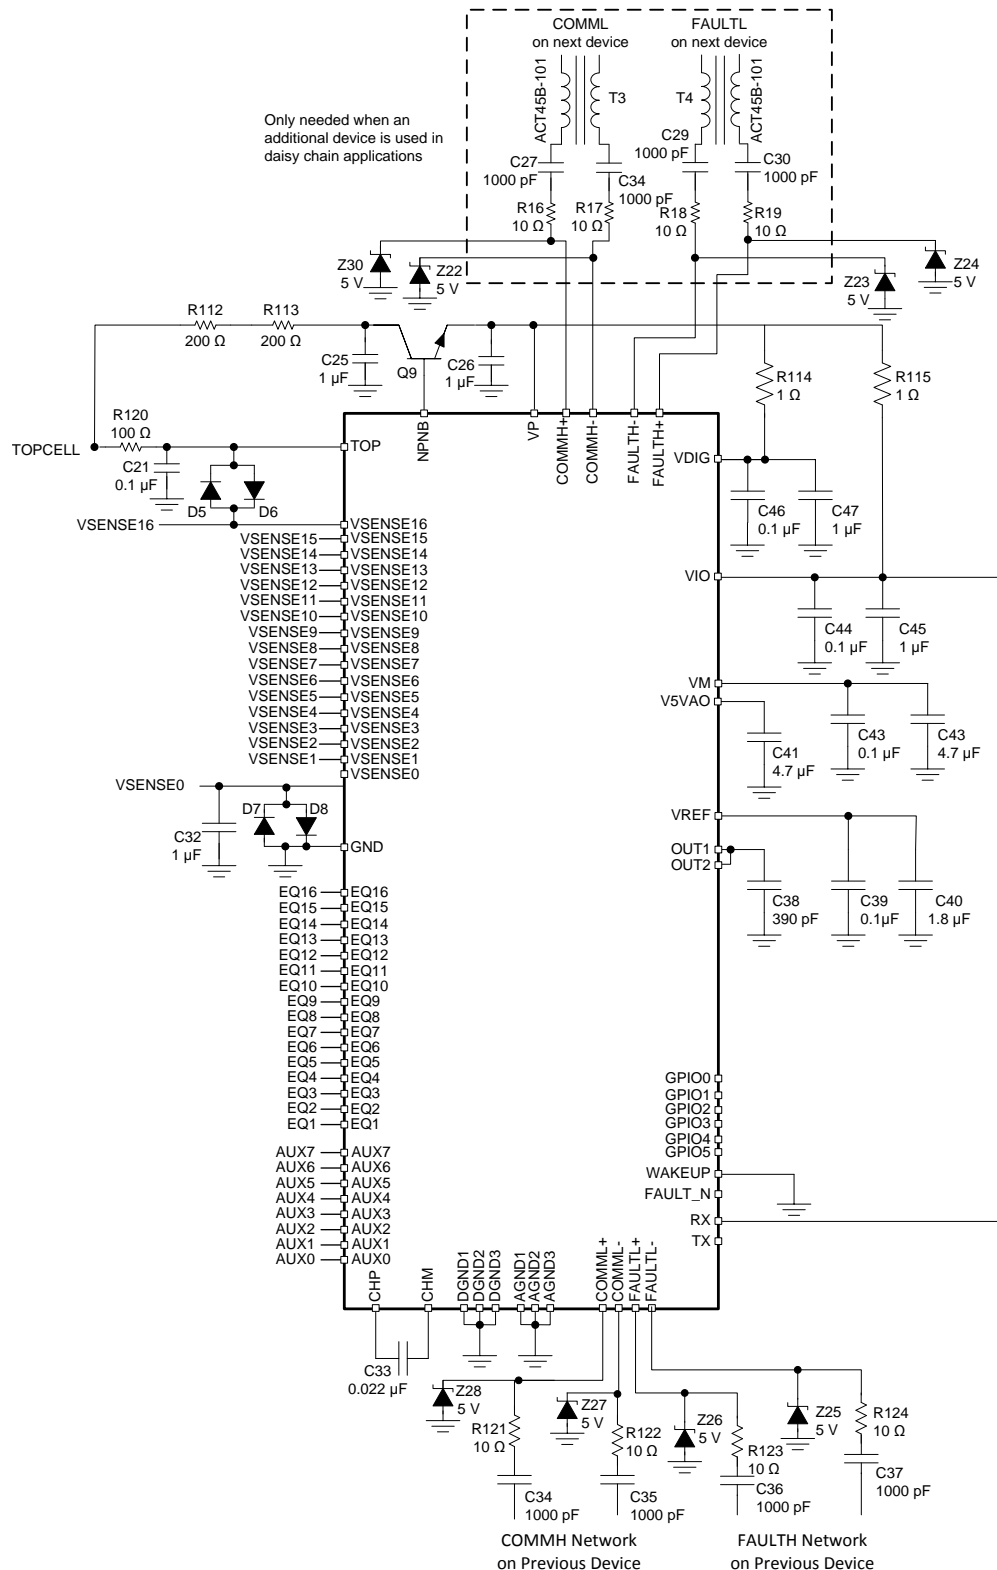 COMML
on next device
FAULTL
on next device
ACT45B-101
T3
T4
ACT45B-101
Only needed when an
additional device is used in
daisy chain applications
C27
1000 pF
C34
1000 pF
C29
1000 pF
C30
1000 pF
R16
10 Ω
R17
10 Ω
R18
10 Ω
R19
10 Ω
Z30
5 V
Z22
5 V
Z23
5 V
Z24
5 V
R112
200 Ω
R113
200 Ω
C25
1 µF
Q9
C26
1 µF
R114
1 Ω
R115
1 Ω
TOPCELL
R120
100 Ω
C21
0.1 µF
D5
D6
TOP
NPNB
VP
COMMH+
COMMH-
FAULTH-
FAULTH+
VDIG
C46
0.1 µF
C47
1 µF
VSENSE16
VSENSE16
VSENSE15
VSENSE15
VSENSE14
VSENSE14
VSENSE13
VSENSE13
VSENSE12
VSENSE12
VSENSE11
VSENSE11
VSENSE10
VSENSE10
VSENSE9
VSENSE9
VSENSE8
VSENSE8
VSENSE7
VSENSE7
VSENSE6
VSENSE6
VSENSE5
VSENSE5
VSENSE4
VSENSE4
VSENSE3
VSENSE3
VSENSE2
VSENSE2
VSENSE1
VSENSE1
VSENSE0
VSENSE0
VIO
C44
0.1 µF
C45
1 µF
VM
V5VAO
C41
4.7 µF
C43
0.1 µF
C43
4.7 µF
C32
1 µF
D7
D8
GND
VREF
OUT1
OUT2
C38
390 pF
C39
0.1µF
C40
1.8 µF
EQ16
EQ16
EQ15
EQ15
EQ14
EQ14
EQ13
EQ13
EQ12
EQ12
EQ11
EQ11
EQ10
EQ10
EQ9
EQ9
EQ8
EQ8
EQ7
EQ7
EQ6
EQ6
EQ5
EQ5
EQ4
EQ4
EQ3
EQ3
EQ2
EQ2
EQ1
EQ1
GPIO0
GPIO1
GPIO2
GPIO3
GPIO4
GPIO5
WAKEUP
FAULT_N
RX
TX
AUX7
AUX7
AUX6
AUX6
AUX5
AUX5
AUX4
AUX4
AUX3
AUX3
AUX2
AUX2
AUX1
AUX1
AUX0
AUX0
CHP
CHM
DGND1
DGND2
DGND3
AGND1
AGND2
AGND3
COMML+
COMML-
FAULTL+
FAULTL-
C33
0.022 µF
Z28
5 V
R121
10 Ω
Z27
5 V
R122
10 Ω
Z26
5 V
R123
10 Ω
Z25
5 V
R124
10 Ω
C34
1000 pF
C35
1000 pF
C36
1000 pF
C37
1000 pF
COMMH Network
on Previous Device
FAULTH Network
on Previous Device